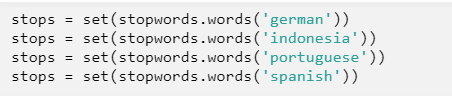 stops = set(stopwords.words('german'))
stops = set(stopwords.words('indonesia'))
stops = set(stopwords.words('portuguese'))
stops = set(stopwords.words('spanish'))